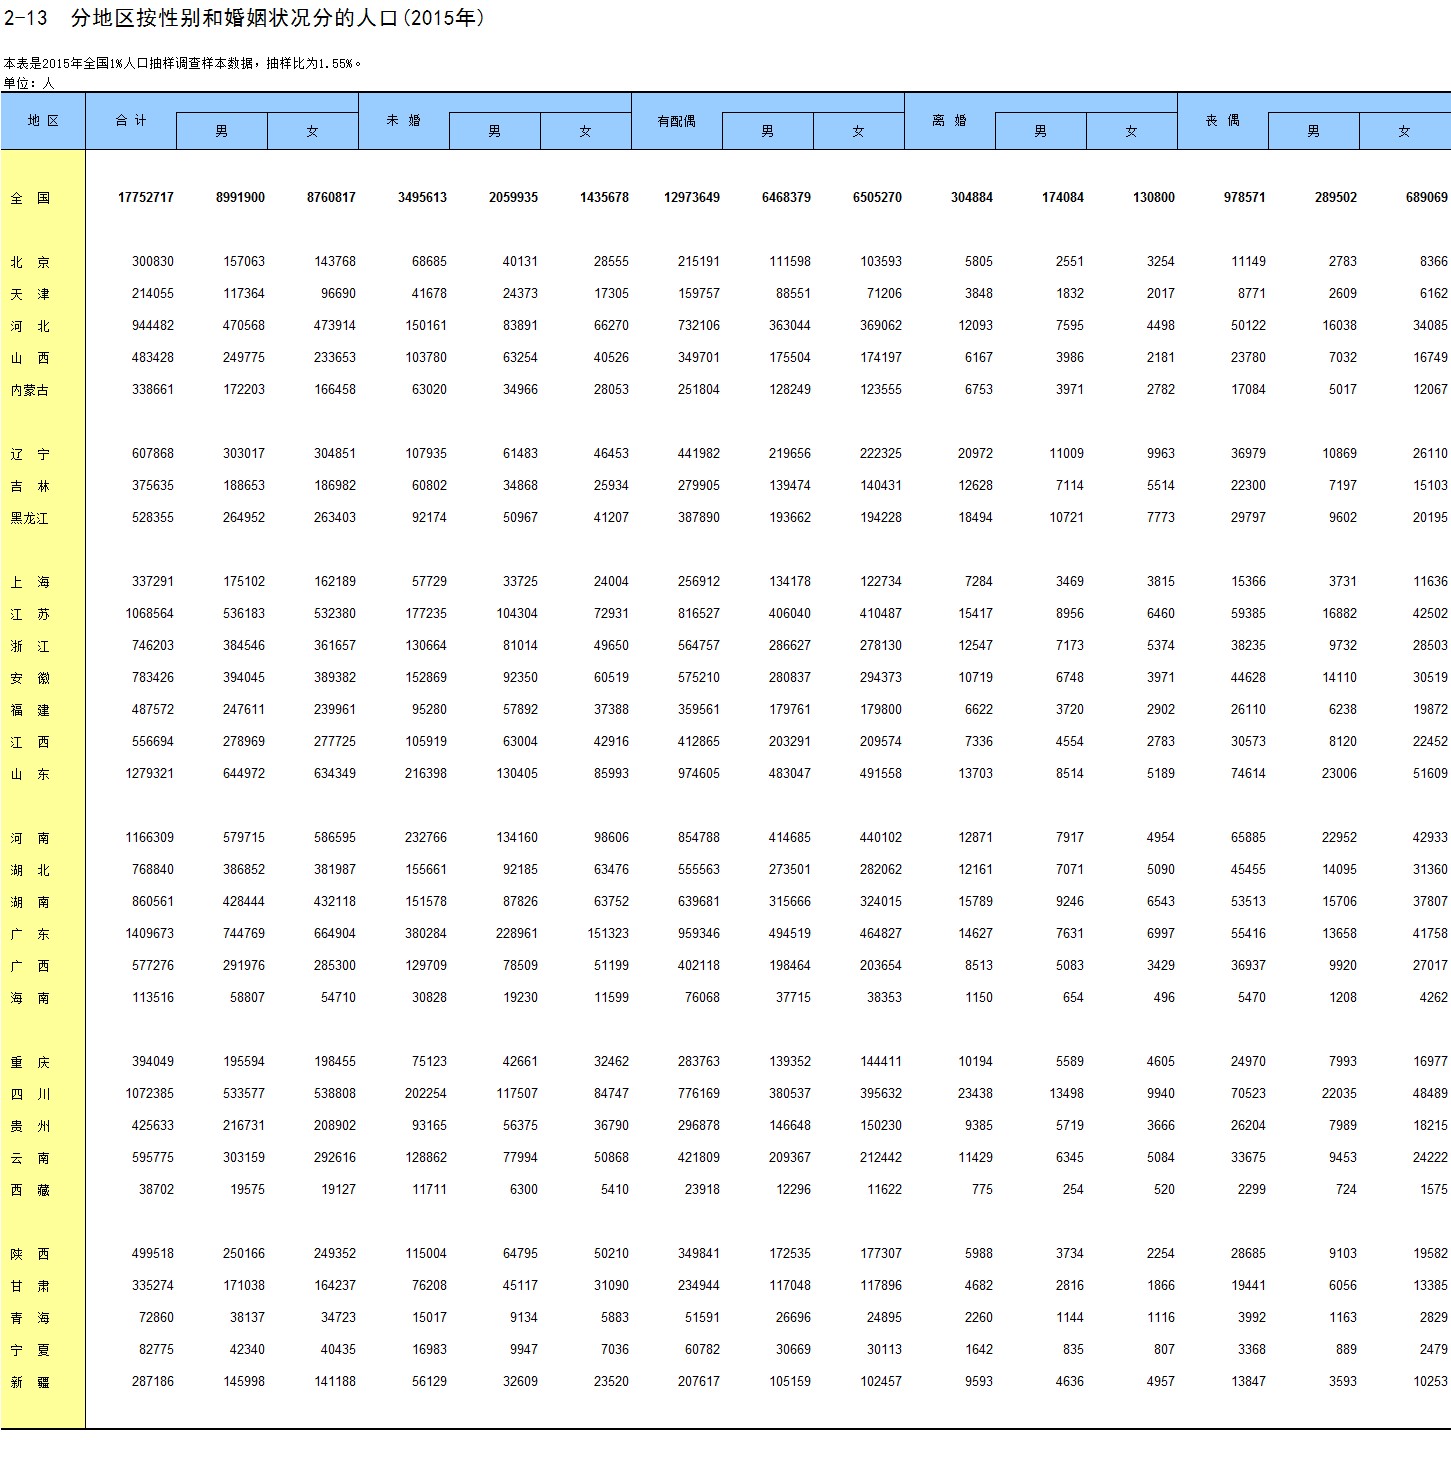 2-13 分地区按性别和婚姻状况分的人口(2015年)
本表是2015年全国1%人口抽样调查样本数据，抽样比为1.55%。
单位：人
地 区 合 计 未 婚 有配偶 离 婚 丧 偶
男 女 男 女 男 女 男 女 男 女
全 国 17752717 8991900 8760817 3495613 2059935 1435678 12973649 6468379 6505270 304884 174084 130800 978571 289502 689069
北 京 300830 157063 143768 68685 40131 28555 215191 111598 103593 5805 2551 3254 11149 2783 8366
天 津 214055 117364 96690 41678 24373 17305 159757 88551 71206 3848 1832 2017 8771 2609 6162
河 北 944482 470568 473914 150161 83891 66270 732106 363044 369062 12093 7595 4498 50122 16038 34085
山 西 483428 249775 233653 103780 63254 40526 349701 175504 174197 6167 3986 2181 23780 7032 16749
内蒙古 338661 172203 166458 63020 34966 28053 251804 128249 123555 6753 3971 2782 17084 5017 12067
辽 宁 607868 303017 304851 107935 61483 46453 441982 219656 222325 20972 11009 9963 36979 10869 26110
吉 林 375635 188653 186982 60802 34868 25934 279905 139474 140431 12628 7114 5514 22300 7197 15103
黑龙江 528355 264952 263403 92174 50967 41207 387890 193662 194228 18494 10721 7773 29797 9602 20195
上 海 337291 175102 162189 57729 33725 24004 256912 134178 122734 7284 3469 3815 15366 3731 11636
江 苏 1068564 536183 532380 177235 104304 72931 816527 406040 410487 15417 8956 6460 59385 16882 42502
浙 江 746203 384546 361657 130664 81014 49650 564757 286627 278130 12547 7173 5374 38235 9732 28503
安 徽 783426 394045 389382 152869 92350 60519 575210 280837 294373 10719 6748 3971 44628 14110 30519
福 建 487572 247611 239961 95280 57892 37388 359561 179761 179800 6622 3720 2902 26110 6238 19872
江 西 556694 278969 277725 105919 63004 42916 412865 203291 209574 7336 4554 2783 30573 8120 22452
山 东 1279321 644972 634349 216398 130405 85993 974605 483047 491558 13703 8514 5189 74614 23006 51609
河 南 1166309 579715 586595 232766 134160 98606 854788 414685 440102 12871 7917 4954 65885 22952 42933
湖 北 768840 386852 381987 155661 92185 63476 555563 273501 282062 12161 7071 5090 45455 14095 31360
湖 南 860561 428444 432118 151578 87826 63752 639681 315666 324015 15789 9246 6543 53513 15706 37807
广 东 1409673 744769 664904 380284 228961 151323 959346 494519 464827 14627 7631 6997 55416 13658 41758
广 西 577276 291976 285300 129709 78509 51199 402118 198464 203654 8513 5083 3429 36937 9920 27017
海 南 113516 58807 54710 30828 19230 11599 76068 37715 38353 1150 654 496 5470 1208 4262
重 庆 394049 195594 198455 75123 42661 32462 283763 139352 144411 10194 5589 4605 24970 7993 16977
四 川 1072385 533577 538808 202254 117507 84747 776169 380537 395632 23438 13498 9940 70523 22035 48489
贵 州 425633 216731 208902 93165 56375 36790 296878 146648 150230 9385 5719 3666 26204 7989 18215
云 南 595775 303159 292616 128862 77994 50868 421809 209367 212442 11429 6345 5084 33675 9453 24222
西 藏 38702 19575 19127 11711 6300 5410 23918 12296 11622 775 254 520 2299 724 1575
陕 西 499518 250166 249352 115004 64795 50210 349841 172535 177307 5988 3734 2254 28685 9103 19582
甘 肃 335274 171038 164237 76208 45117 31090 234944 117048 117896 4682 2816 1866 19441 6056 13385
青 海 72860 38137 34723 15017 9134 5883 51591 26696 24895 2260 1144 1116 3992 1163 2829
宁 夏 82775 42340 40435 16983 9947 7036 60782 30669 30113 1642 835 807 3368 889 2479
新 疆 287186 145998 141188 56129 32609 23520 207617 105159 102457 9593 4636 4957 13847 3593 10253